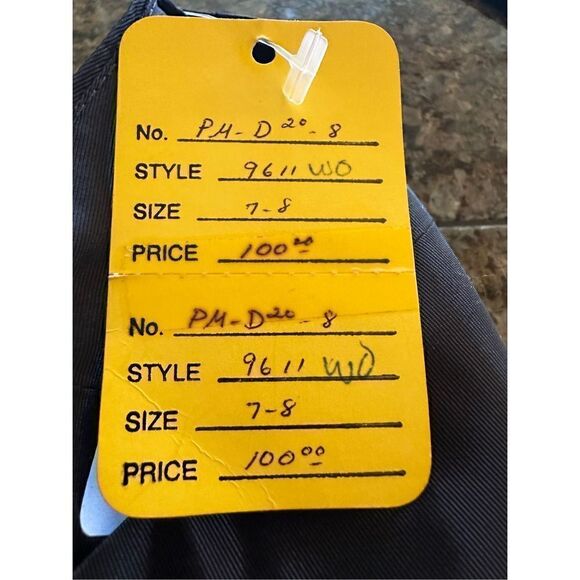 No. PM-D20-8
STYLE 9611 WO
SIZE 7-8
PRICE 100.00
No. PM-D20-8
STYLE 9611 WO
SIZE 7-8
PRICE 100.00